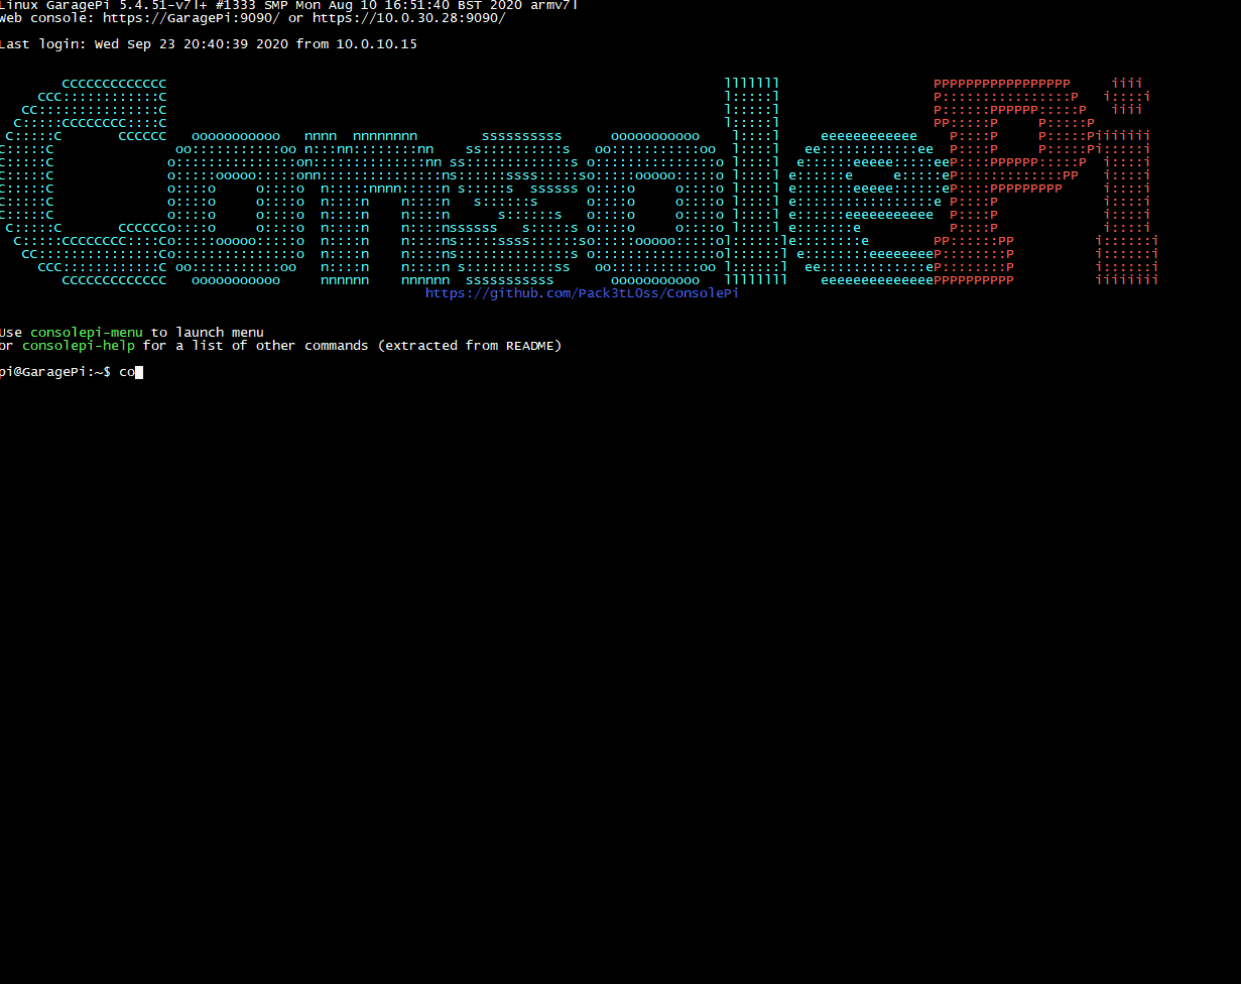 Linux GaragePi 5.4.51-v7l+ #1333 SMP Mon Aug 10 16:51:40 BST 2020 armv7l
Web console: https://GaragePi:9090/ or https://10.0.30.28:9090/
Last login: Wed Sep 23 20:40:39 2020 from 10.0.10.15
ConsolePi
https://github.com/Pack3tL0ss/ConsolePi
Use consolepi-menu to launch menu
or consolepi-help for a list of other commands (extracted from README)
pi@GaragePi:~$ co